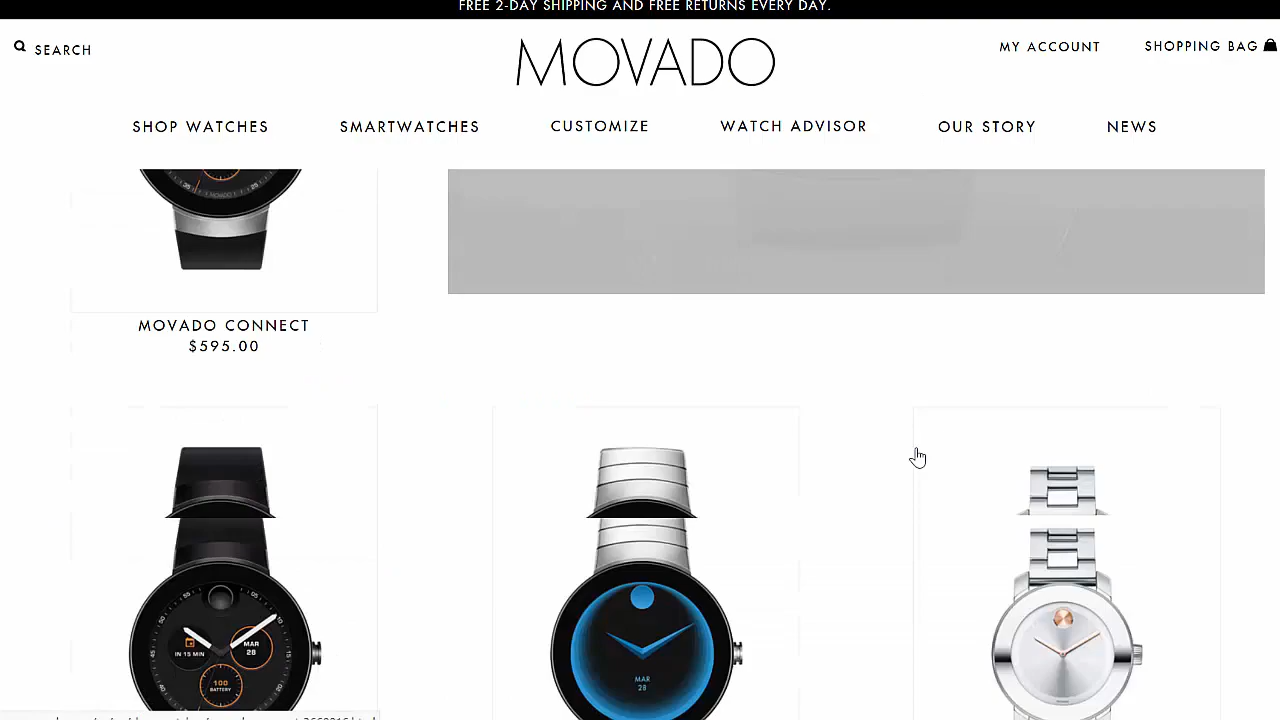 FREE 2-DAY SHIPPING AND FREE RETURNS EVERY DAY.
SEARCH
MOVADO
MY ACCOUNT
SHOPPING BAG
SHOP WATCHES
SMARTWATCHES
CUSTOMIZE
WATCH ADVISOR
OUR STORY
NEWS
MOVADO CONNECT
$595.00
IN 15 MIN
MAR
28
100
BATTERY
MAR
28